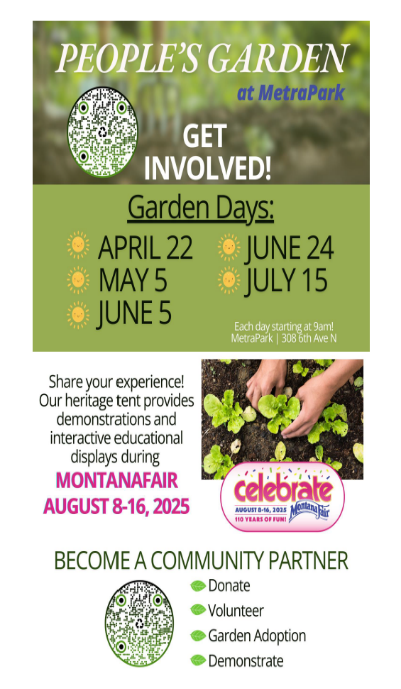 PEOPLE'S GARDEN
at MetraPark
GET
INVOLVED!
Garden Days:
APRIL 22
MAY 5
JUNE 5
JUNE 24
JULY 15
Each day starting at 9am!
MetraPark | 308 6th Ave N
Share your experience!
Our heritage tent provides
demonstrations and
interactive educational
displays during
MONTANAFAIR
AUGUST 8-16, 2025
celebrate
AUGUST 8-16, 2025
MontanaFair
110 YEARS OF FUN!
BECOME A COMMUNITY PARTNER
Donate
Volunteer
Garden Adoption
Demonstrate